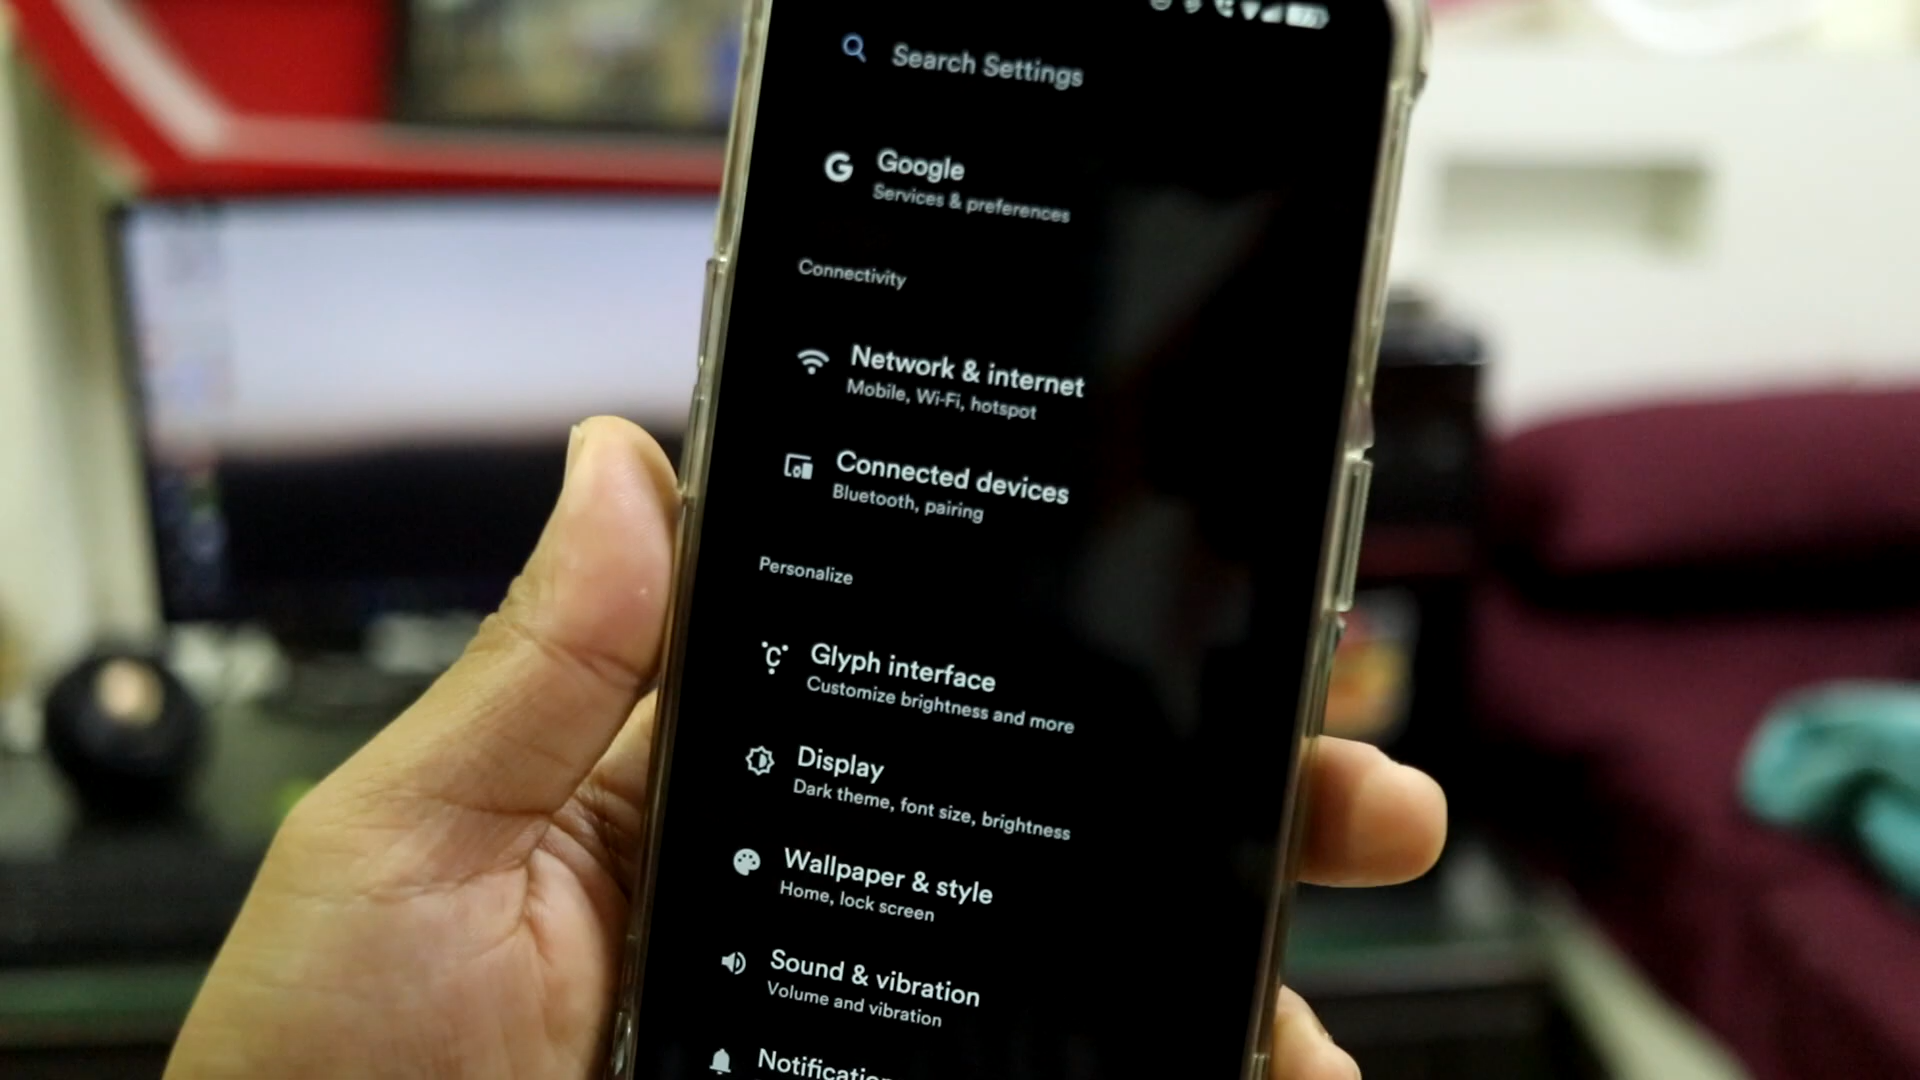 Search Settings
Google
Services & preferences
Connectivity
Network & internet
Mobile, Wi-Fi, hotspot
Connected devices
Bluetooth, pairing
Personalize
Glyph interface
Customize brightness and more
Display
Dark theme, font size, brightness
Wallpaper & style
Home, lock screen
Sound & vibration
Volume and vibration